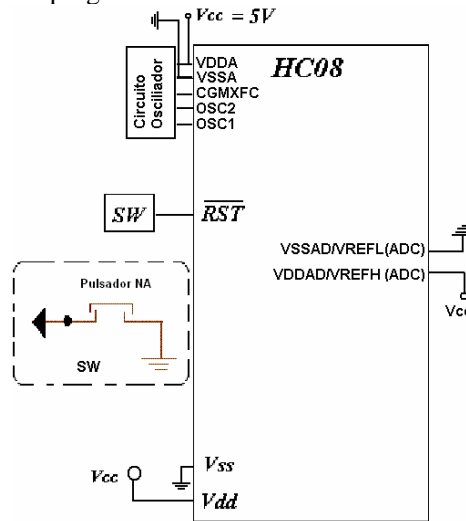 Vcc = 5V
HC08
VDDA
VSSA
CGMXFC
OSC2
OSC1
Circuito
Osciliador
SW
RST
VSSAD/VREFL(ADC)
VDDAD/VREFH (ADC)
Vcc
Pulsador NA
SW
Vss
Vcc
Vdd